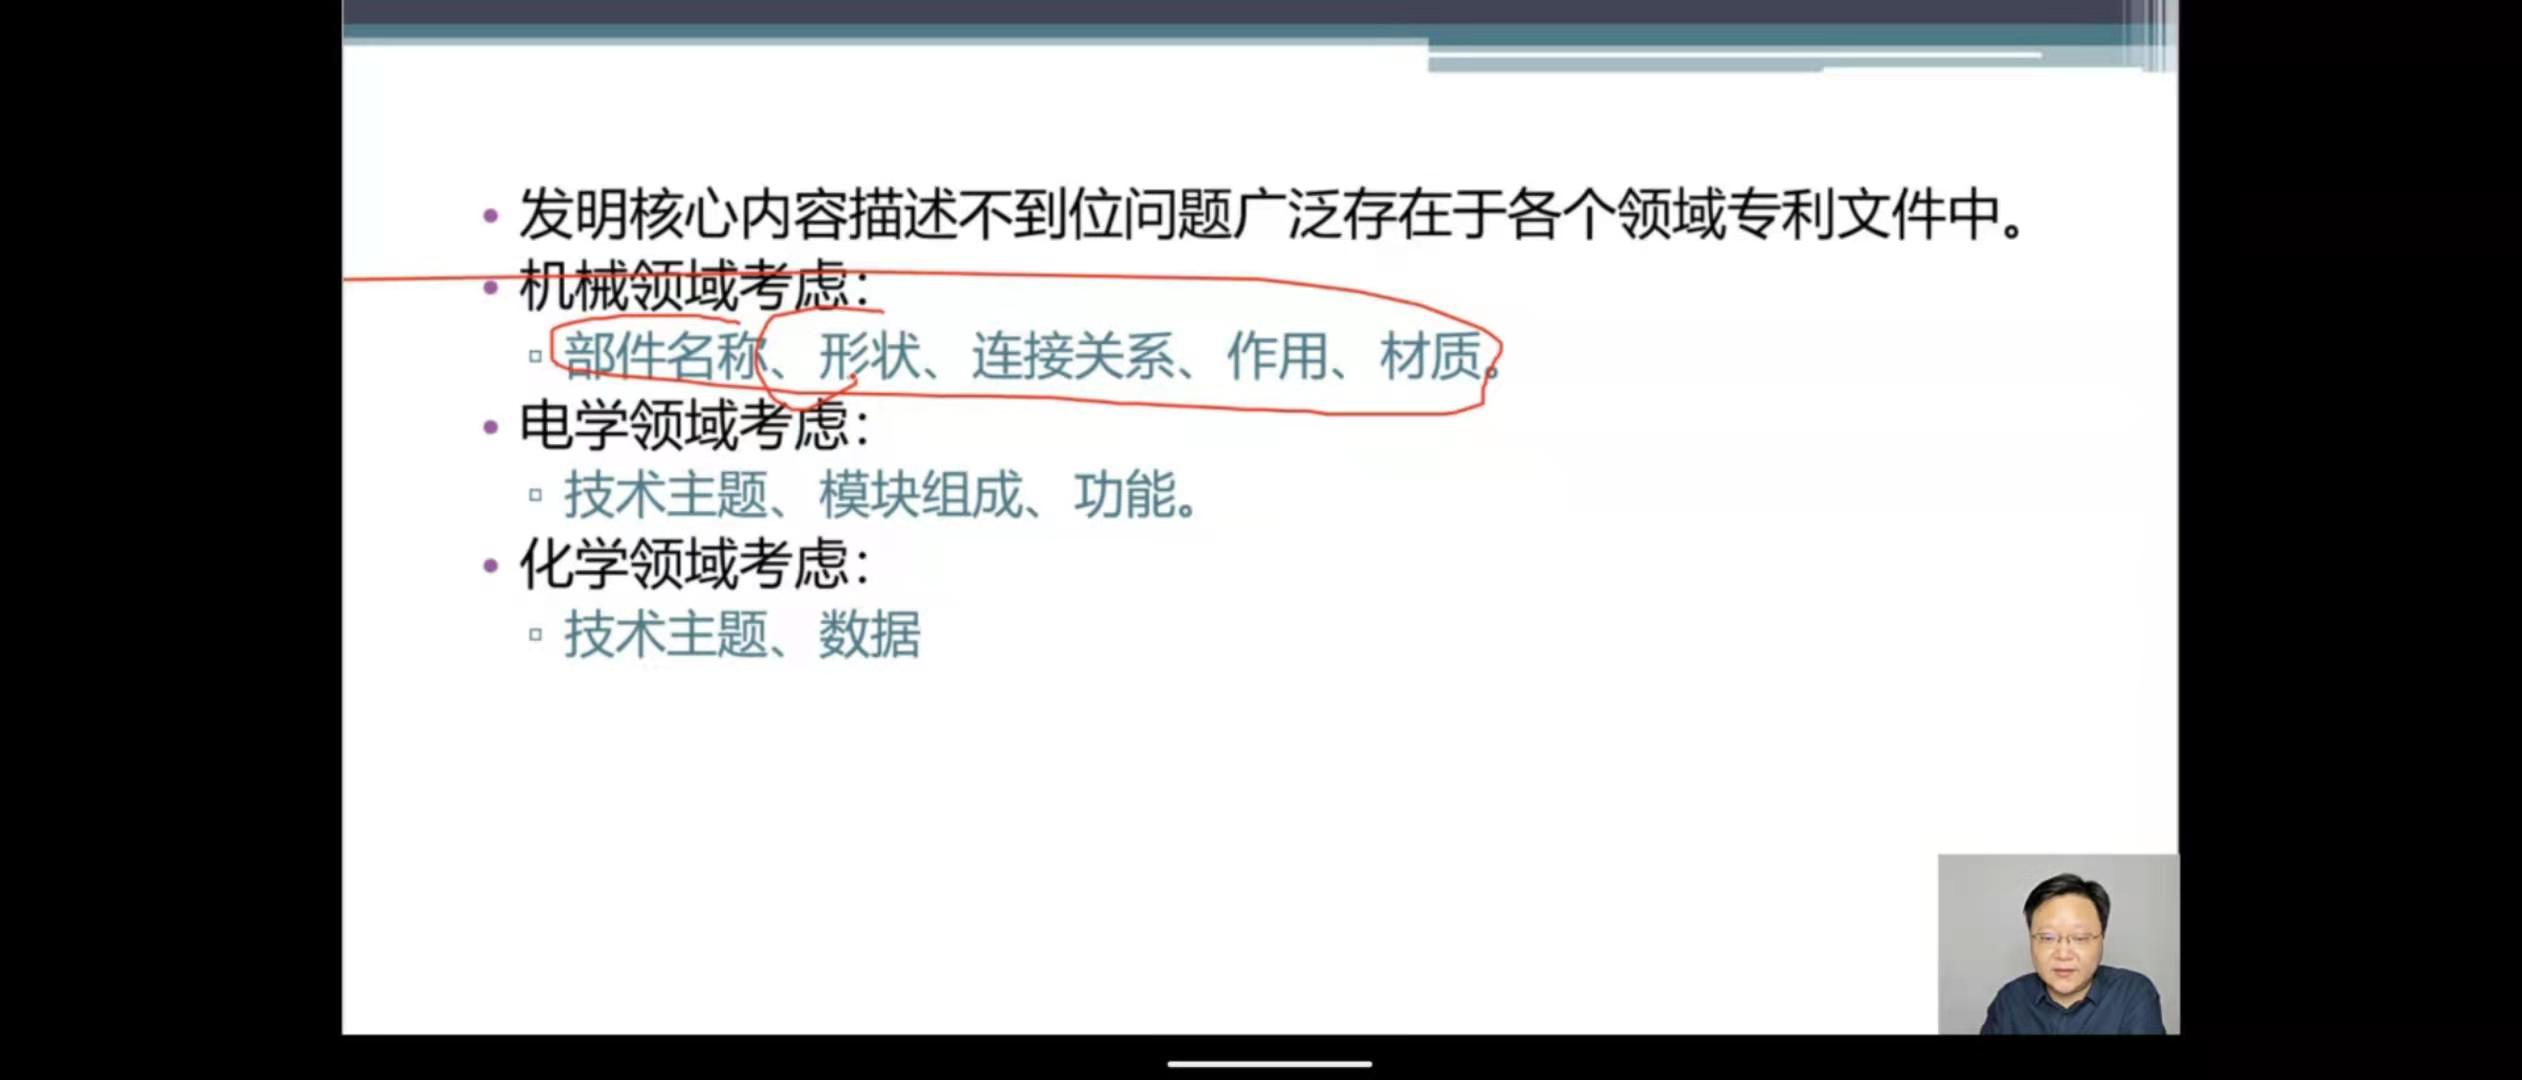 发明核心内容描述不到位问题广泛存在于各个领域专利文件中。
机械领域考虑：
部件名称、形状、连接关系、作用、材质。
电学领域考虑：
技术主题、模块组成、功能。
化学领域考虑：
技术主题、数据